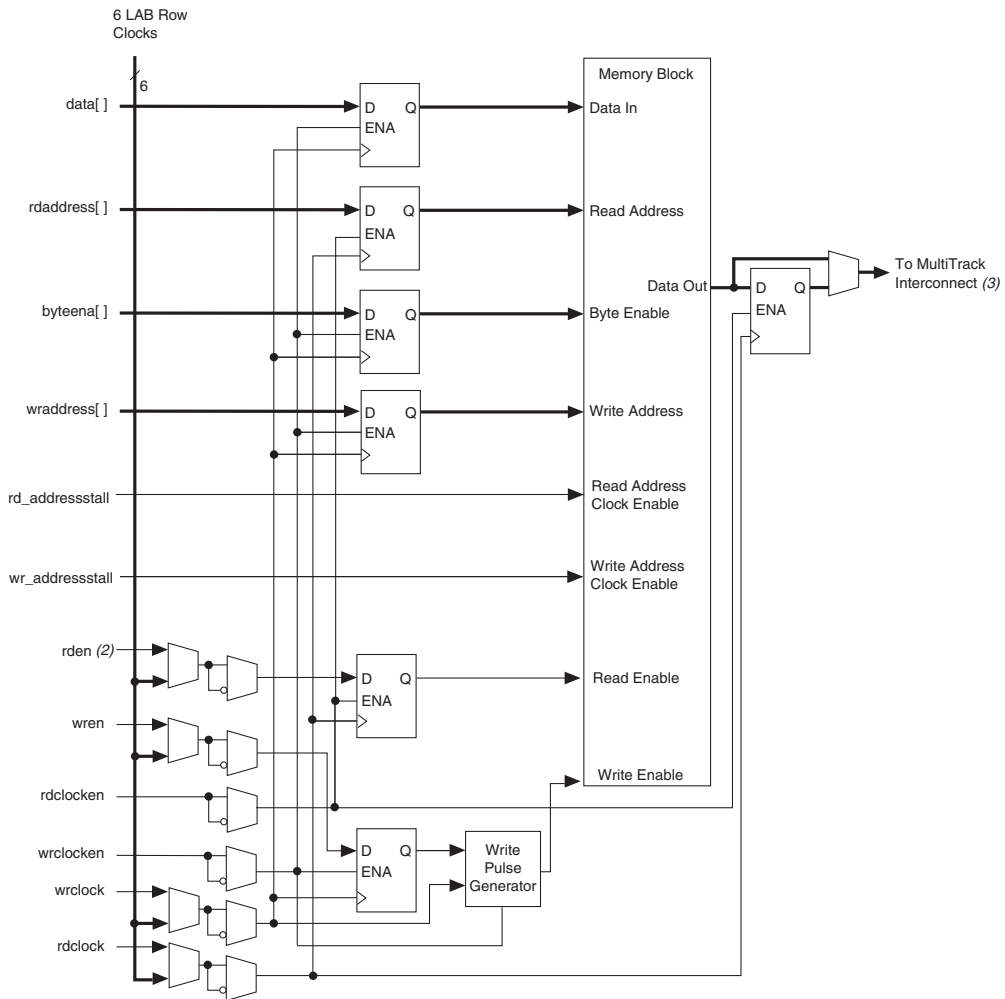 6 LAB Row
Clocks
6
Memory Block
data[ ]
D Q
ENA
Data In
rdaddress[ ]
D Q
ENA
Read Address
To MultiTrack
Interconnect (3)
Data Out
D Q
ENA
byteena[ ]
D Q
ENA
Byte Enable
wraddress[ ]
D Q
ENA
Write Address
rd_addressstall
Read Address
Clock Enable
wr_addressstall
Write Address
Clock Enable
rden (2)
D Q
ENA
Read Enable
wren
Write Enable
rdclocken
wrclocken
D Q
ENA
Write
Pulse
Generator
wrclock
rdclock